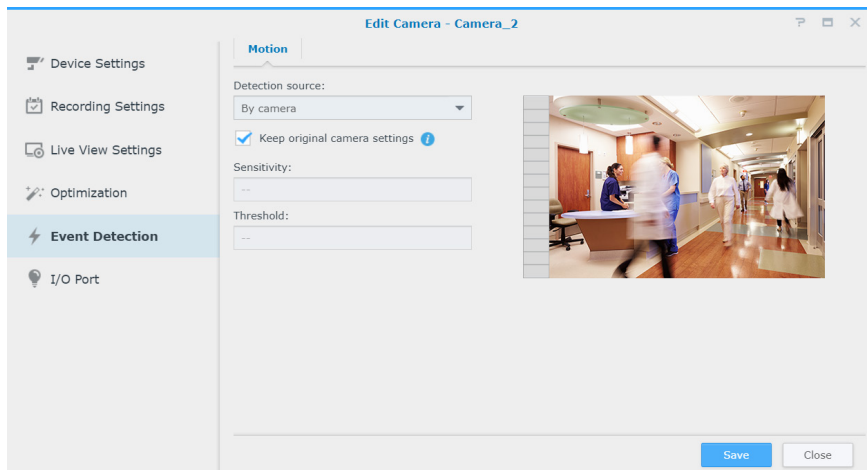 Edit Camera - Camera_2
Device Settings
Recording Settings
Live View Settings
Optimization
Event Detection
I/O Port
Motion
Detection source:
By camera
Keep original camera settings
Sensitivity:
--
Threshold:
--
Save
Close